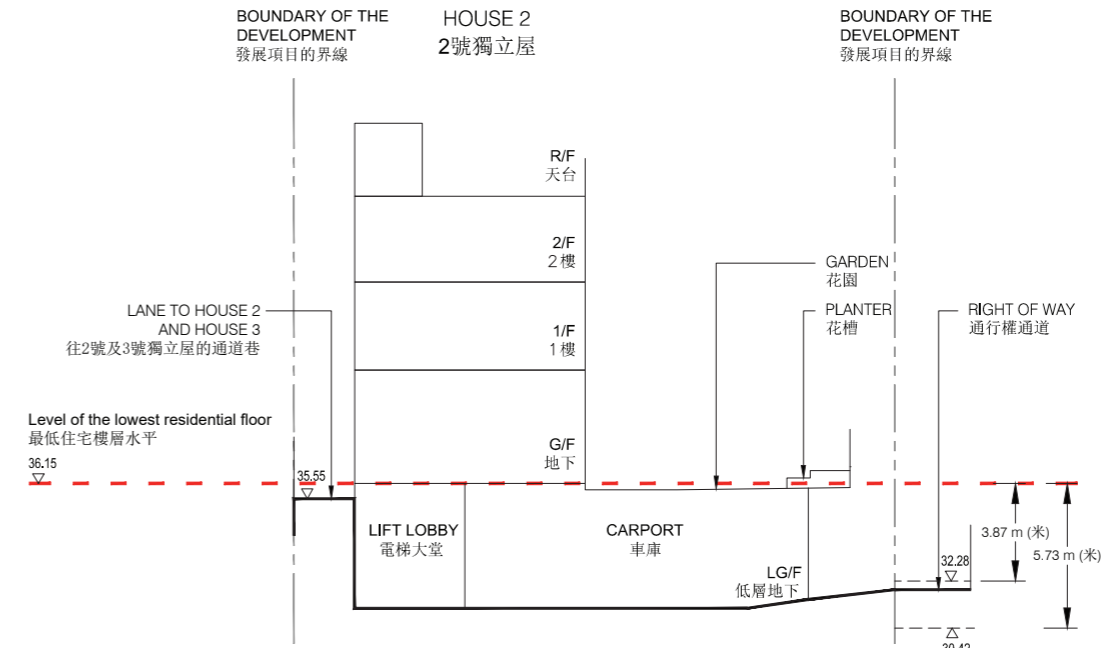 BOUNDARY OF THE
DEVELOPMENT
發展項目的界線
HOUSE 2
2號獨立屋
BOUNDARY OF THE
DEVELOPMENT
發展項目的界線
R/F
天台
2/F
2樓
GARDEN
花園
LANE TO HOUSE 2
AND HOUSE 3
往2號及3號獨立屋的通道巷
1/F
1樓
PLANTER
花槽
RIGHT OF WAY
通行權通道
Level of the lowest residential floor
最低住宅樓層水平
36.15
G/F
地下
35.55
LIFT LOBBY
電梯大堂
CARPORT
車庫
3.87 m (米)
5.73 m (米)
32.28
LG/F
低層地下